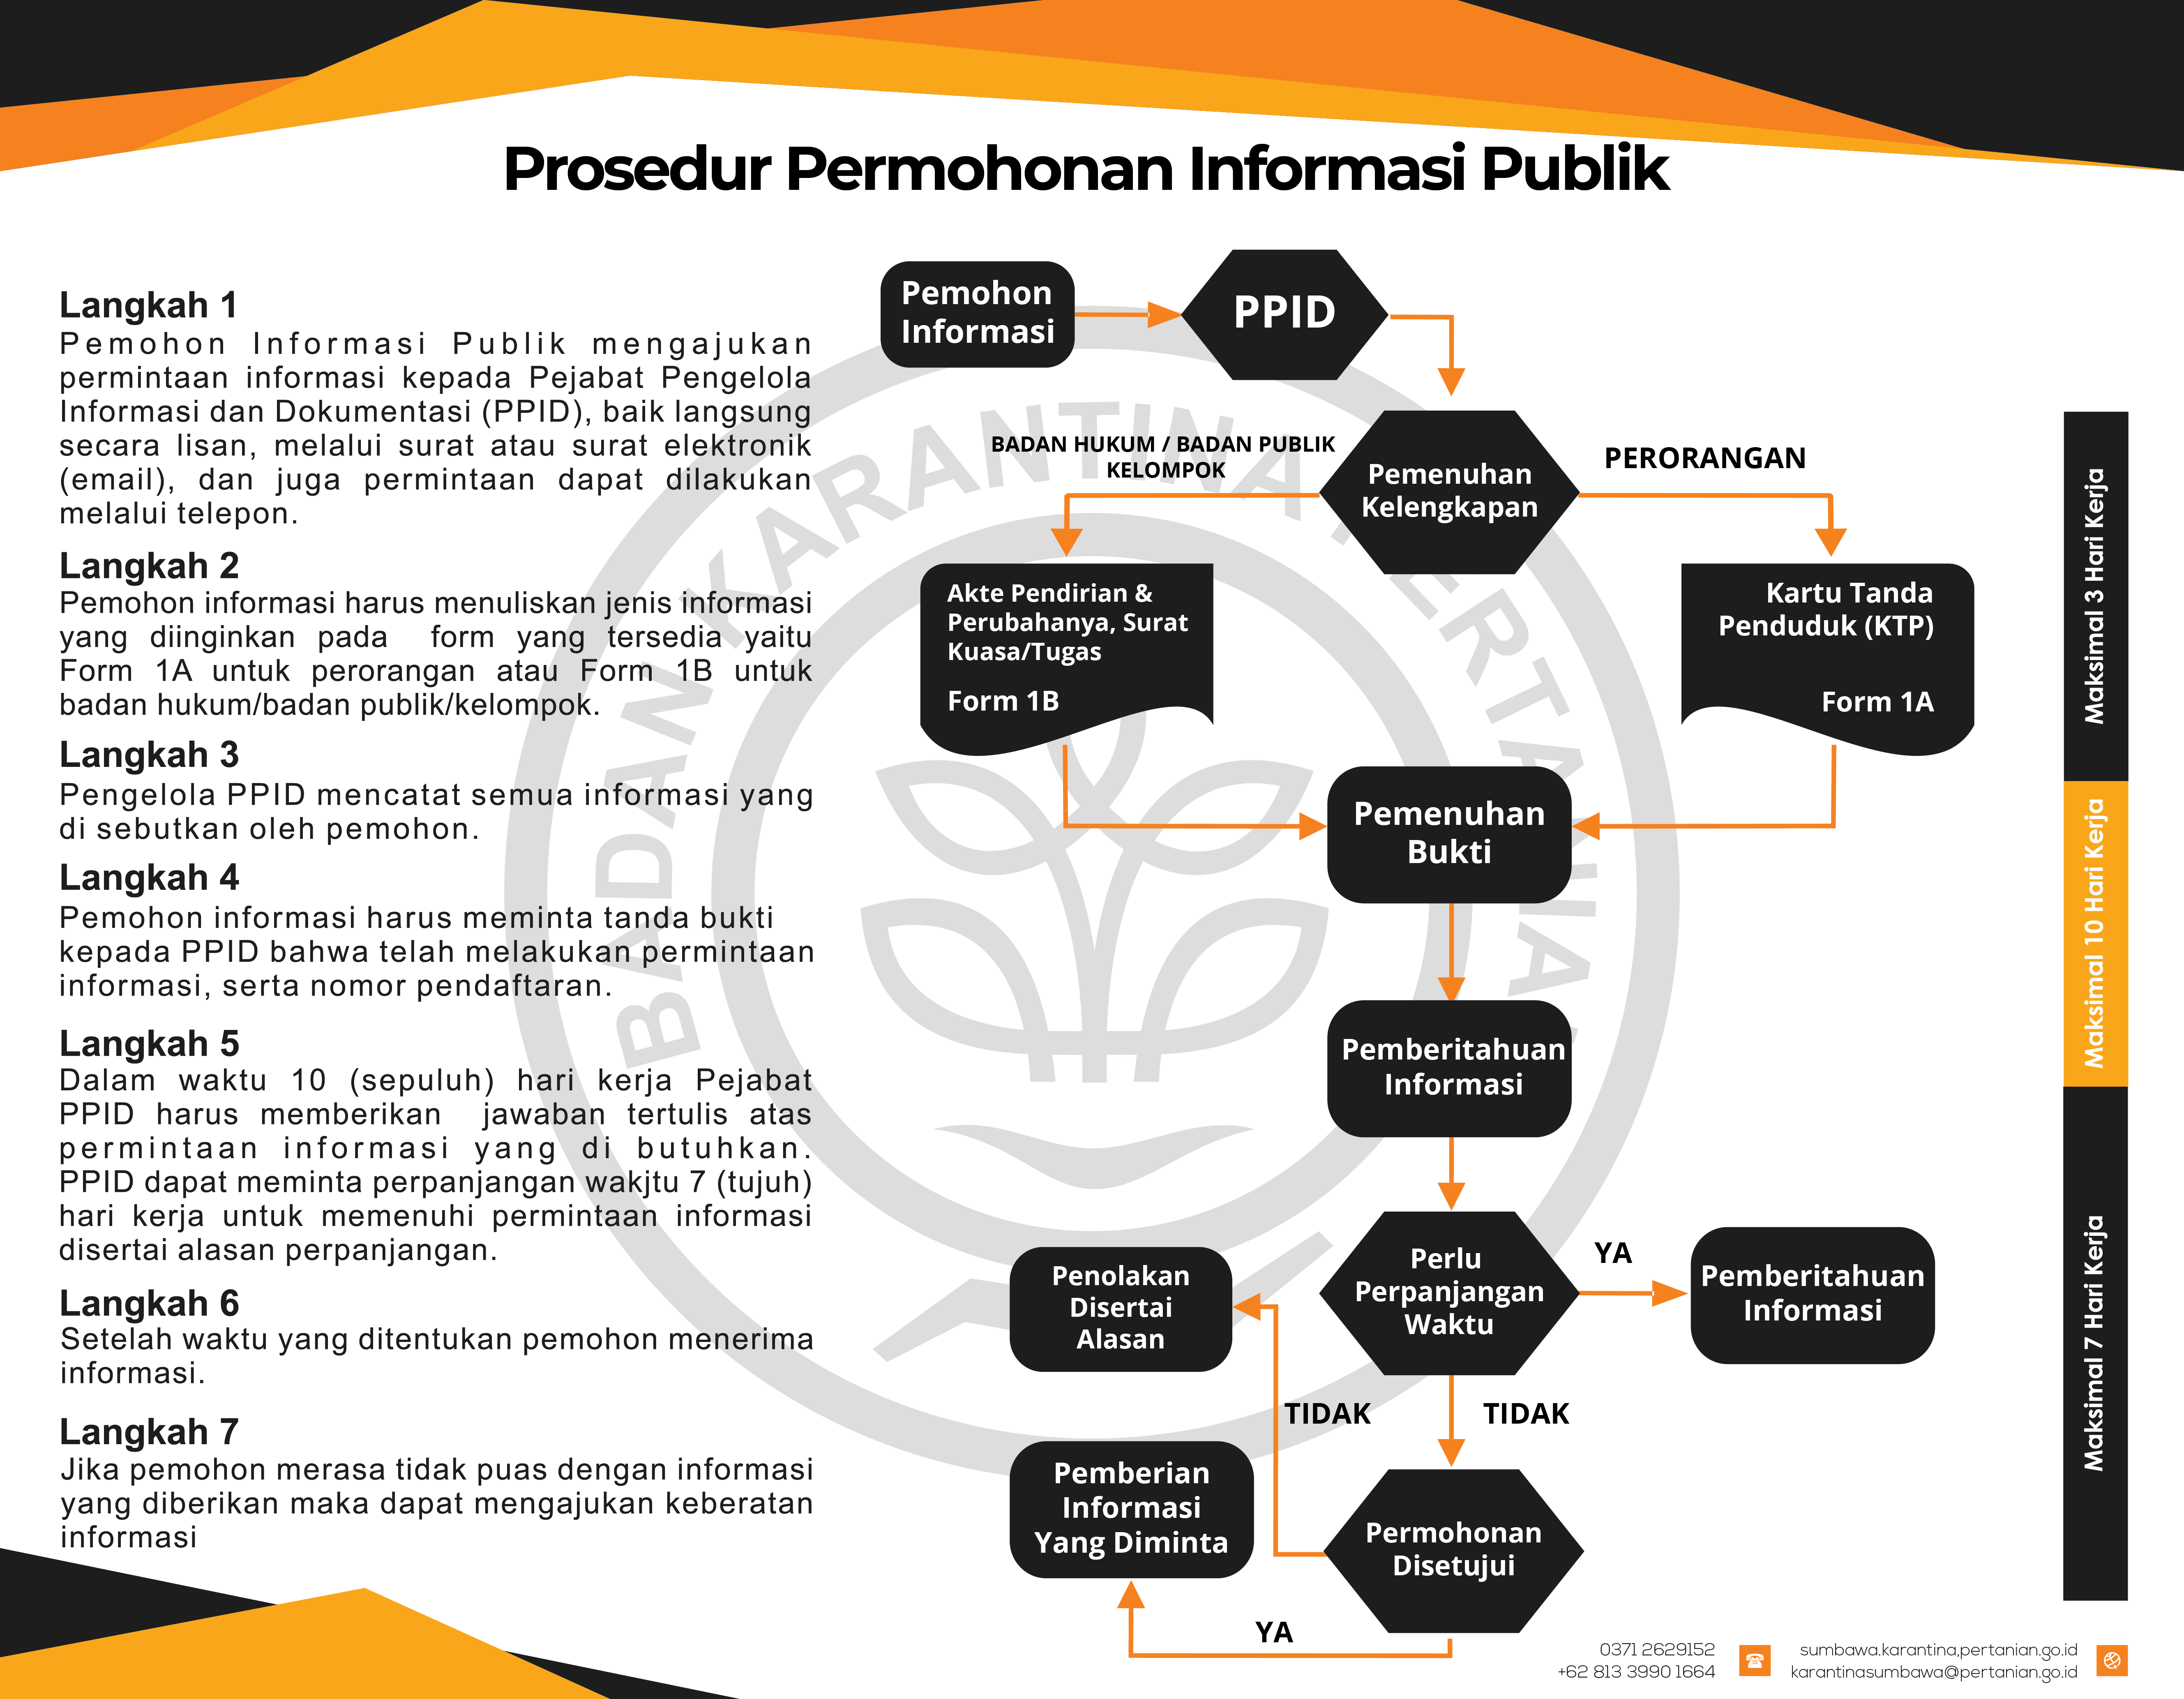 Prosedur Permohonan Informasi Publik
Langkah 1
Pemohon Informasi Publik mengajukan
permintaan informasi kepada Pejabat Pengelola
Informasi dan Dokumentasi (PPID), baik langsung
secara lisan, melalui surat atau surat elektronik
(email), dan juga permintaan dapat dilakukan
melalui telepon.
Langkah 2
Pemohon informasi harus menuliskan jenis informasi
yang diinginkan pada form yang tersedia yaitu
Form 1A untuk perorangan atau Form 1B untuk
badan hukum/badan publik/kelompok.
Langkah 3
Pengelola PPID mencatat semua informasi yang
di sebutkan oleh pemohon.
Langkah 4
Pemohon informasi harus meminta tanda bukti
kepada PPID bahwa telah melakukan permintaan
informasi, serta nomor pendaftaran.
Langkah 5
Dalam waktu 10 (sepuluh) hari kerja Pejabat
PPID harus memberikan jawaban tertulis atas
permintaan informasi yang di butuhkan.
PPID dapat meminta perpanjangan wakjtu 7 (tujuh)
hari kerja untuk memenuhi permintaan informasi
disertai alasan perpanjangan.
Langkah 6
Setelah waktu yang ditentukan pemohon menerima
informasi.
Langkah 7
Jika pemohon merasa tidak puas dengan informasi
yang diberikan maka dapat mengajukan keberatan
informasi
Pemohon
Informasi
PPID
BADAN HUKUM / BADAN PUBLIK
KELOMPOK
Pemenuhan
Kelengkapan
PERORANGAN
Akte Pendirian &
Perubahanya, Surat
Kuasa/Tugas
Form 1B
Kartu Tanda
Penduduk (KTP)
Form 1A
Pemenuhan
Bukti
Pemberitahuan
Informasi
Perlu
Perpanjangan
Waktu
YA
Pemberitahuan
Informasi
Penolakan
Disertai
Alasan
TIDAK
TIDAK
Pemberian
Informasi
Yang Diminta
Permohonan
Disetujui
YA
Maksimal 3 Hari Kerja
Maksimal 10 Hari Kerja
Maksimal 7 Hari Kerja
BADAN KARANTINA PERTANIA
0371 2629152
+62 813 3990 1664
sumbawa.karantina,pertanian.go.id
karantinasumbawa@pertanian.go.id